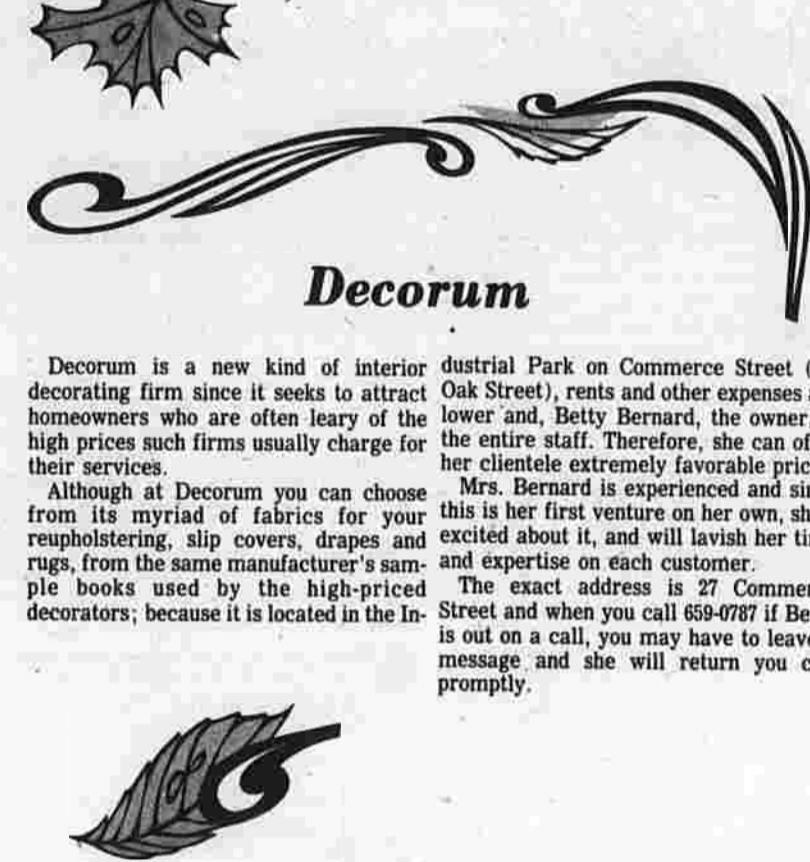 Decorum
Decorum is a new kind of interior
decorating firm since it seeks to attract
homeowners who are often leary of the
high prices such firms usually charge for
their services.
Although at Decorum you can choose
from its myriad of fabrics for your
reupholstering, slip covers, drapes and
rugs, from the same manufacturer's sam-
ple books used by the high-priced
decorators; because it is located in the In-
dustrial Park on Commerce Street (
Oak Street), rents and other expenses
lower and, Betty Bernard, the owner
the entire staff. Therefore, she can
her clientele extremely favorable
Mrs. Bernard is experienced and
this is her first venture on her own,
excited about it, and will lavish her
and expertise on each customer.
The exact address is 27
Street and when you call 659-0787 if
is out on a call, you may have to
message and she will return you
promptly.